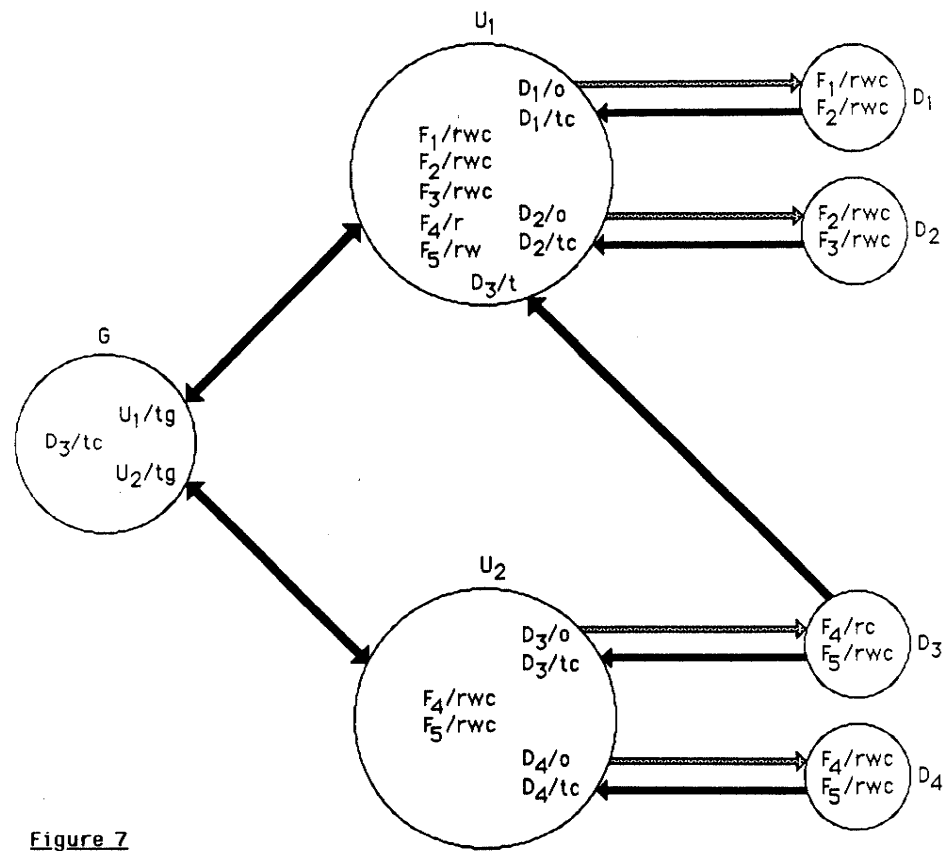 U1
D1/o
D1/tc
F1/rwc
F2/rwc
F3/rwc
F4/r
F5/rw
D2/o
D2/tc
D3/t
F1/rwc
F2/rwc
D1
F2/rwc
F3/rwc
D2
G
U1/tg
D3/tc
U2/tg
U2
D3/o
D3/tc
F4/rwc
F5/rwc
D4/o
D4/tc
F4/rc
F5/rwc
D3
F4/rwc
F5/rwc
D4
Figure 7